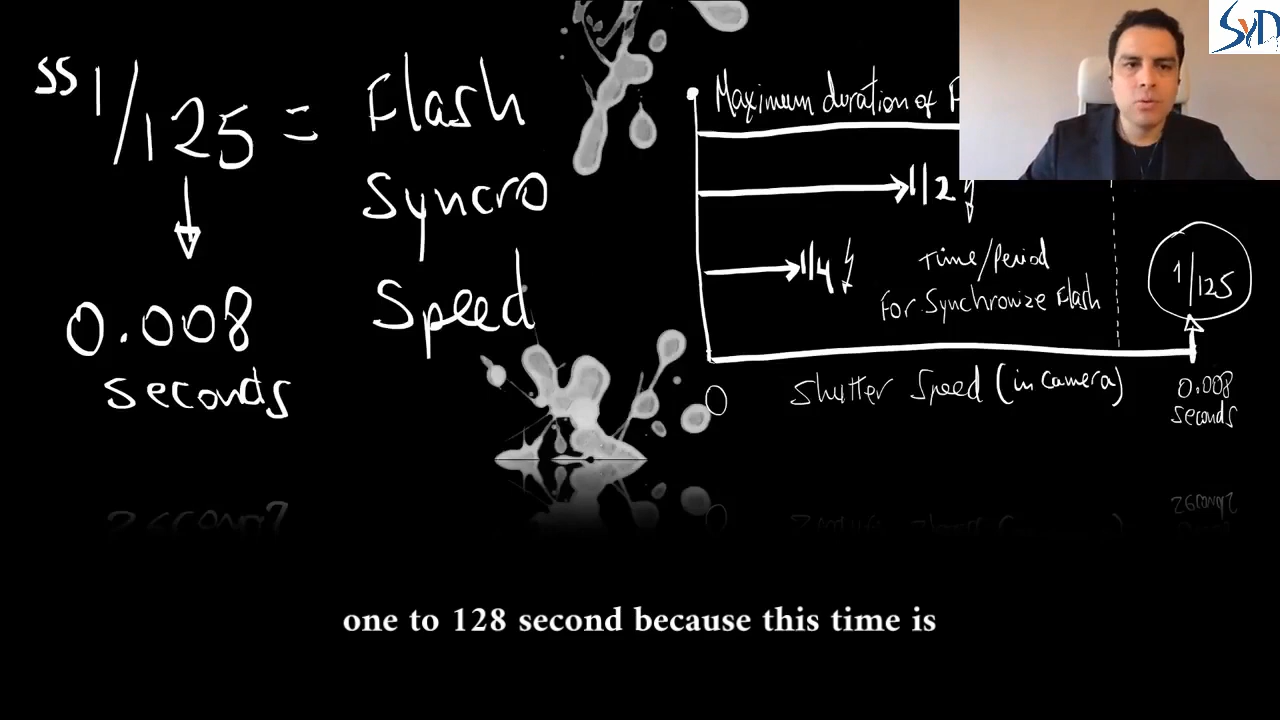 SS 1/125 = Flash
Syncro
Speed
0.008
seconds
Maximum duration of
1/2
1/4
Time/Period
For Synchronize Flash
1/125
0
Shutter Speed (in camera)
0.008
seconds
SYD
one to 128 second because this time is